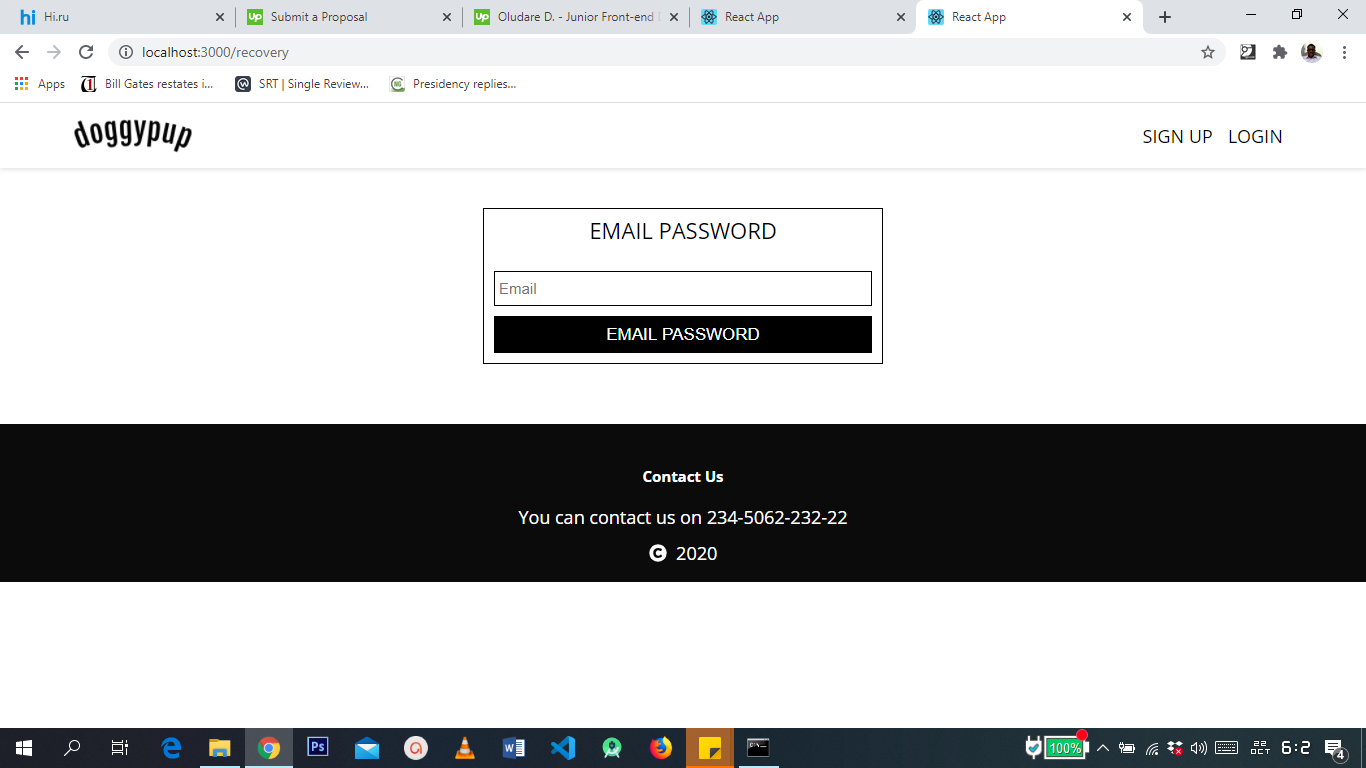 Hi.ru
Submit a Proposal
Oludare D. - Junior Front-end
React App
React App
localhost:3000/recovery
Apps
Bill Gates restates i...
SRT | Single Review...
Presidency replies...
doggypup
SIGN UP
LOGIN
EMAIL PASSWORD
Email
EMAIL PASSWORD
Contact Us
You can contact us on 234-5062-232-22
© 2020
100%
6:2
4